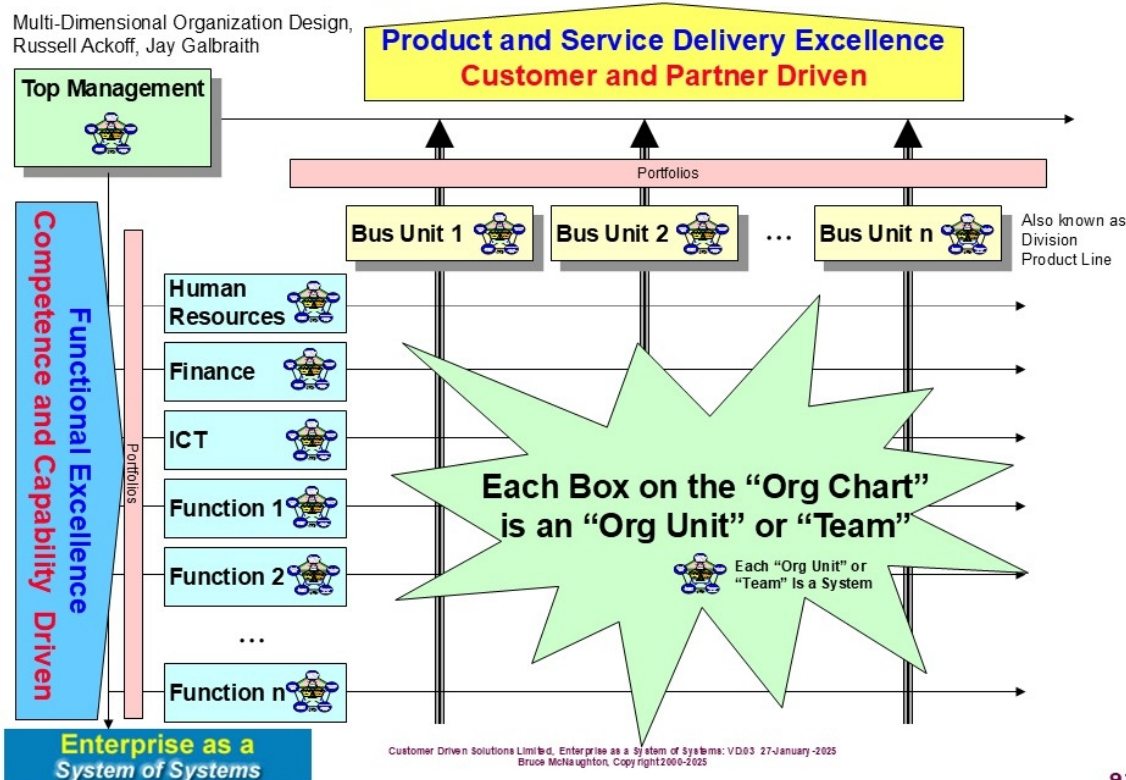 Multi-Dimensional Organization Design,
Russell Ackoff, Jay Galbraith
Product and Service Delivery Excellence
Customer and Partner Driven
Top Management
Portfolios
Bus Unit 1
Bus Unit 2
...
Bus Unit n
Also known as
Division
Product Line
Functional Excellence
Competence and Capability Driven
Portfolios
Human
Resources
Finance
ICT
Function 1
Function 2
...
Function n
Each Box on the “Org Chart”
is an “Org Unit” or “Team”
Each “Org Unit” or
“Team” Is a System
Enterprise as a
System of Systems
Customer Driven Solutions Limited, Enterprise as a System of Systems: VD.03 27-January-2025
Bruce McNaughton, Copyright 2000-2025